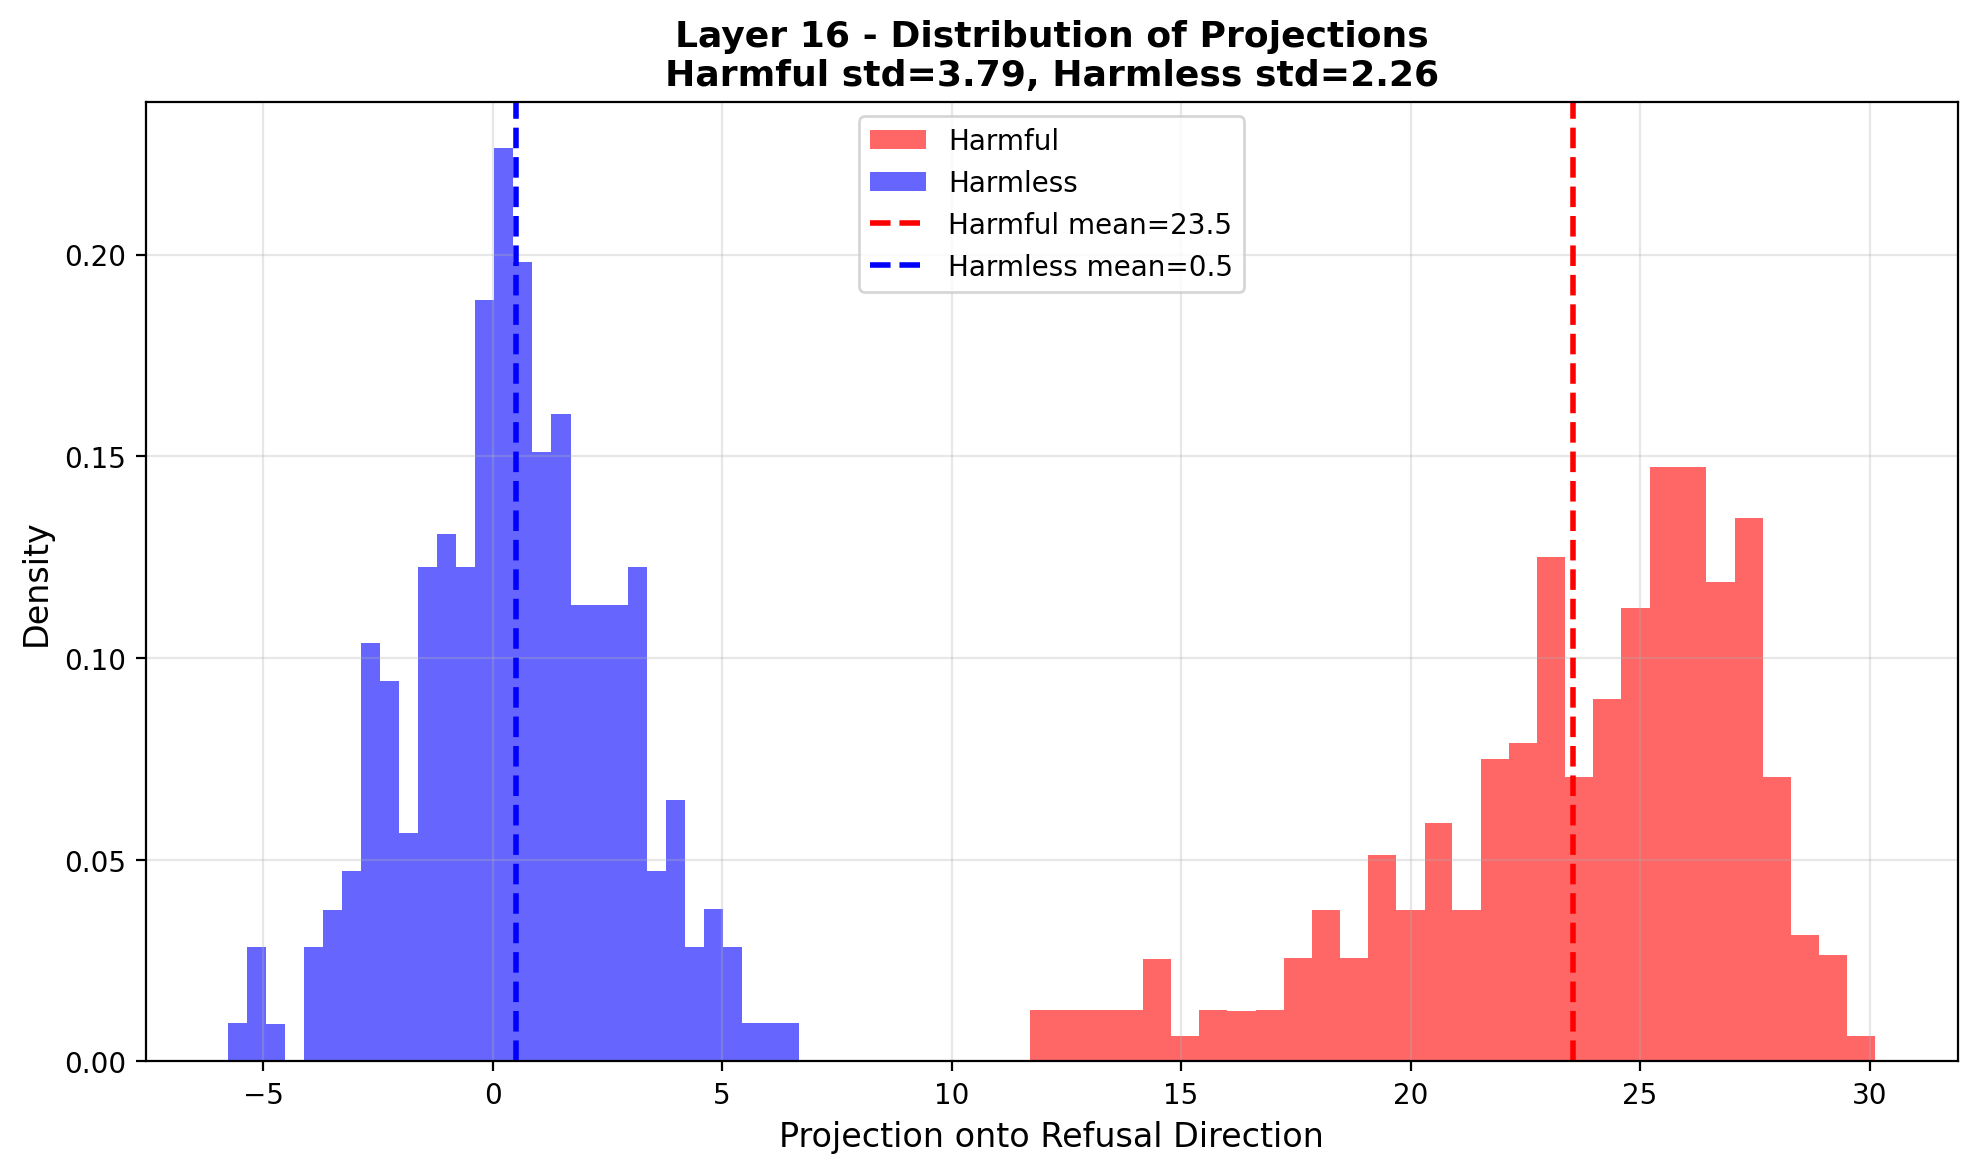 Layer 16 - Distribution of Projections
Harmful std=3.79, Harmless std=2.26
Harmful
Harmless
Harmful mean=23.5
Harmless mean=0.5
Density
0.20
0.15
0.10
0.05
0.00
−5
0
5
10
15
20
25
30
Projection onto Refusal Direction